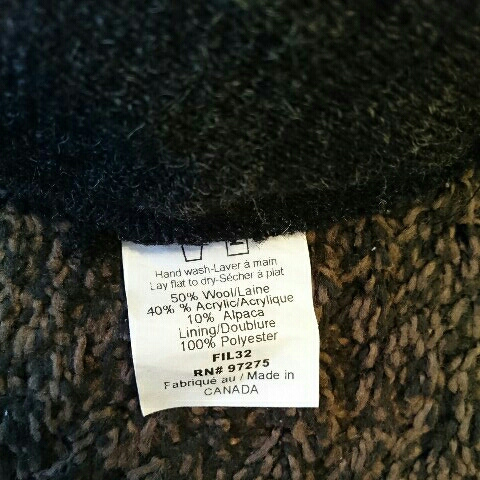 Hand wash-Laver à main
Lay flat to dry-Sécher à plat
50% Wool/Laine
40% % Acrylic/Acrylique
10% Alpaca
Lining/Doublure
100% Polyester
FIL32
RN# 97275
Fabriqué au / Made in
CANADA